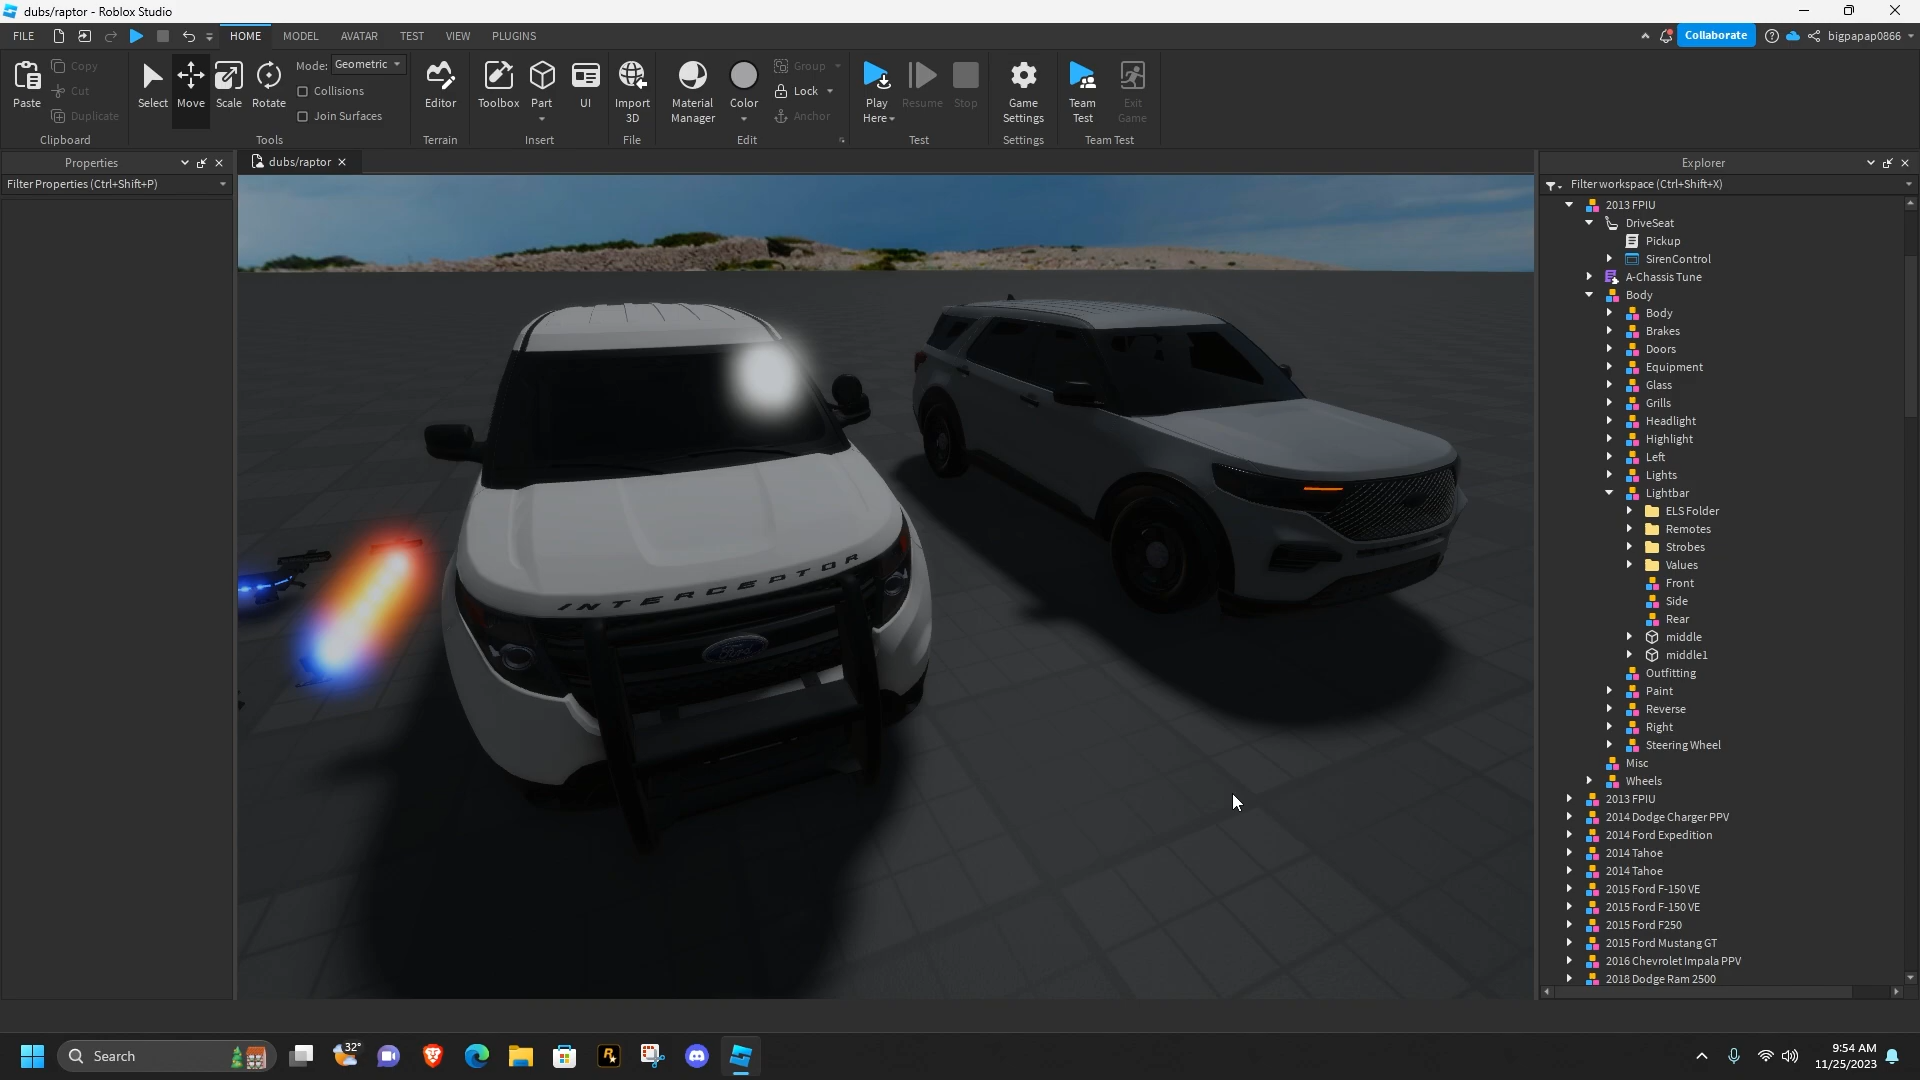 dubs/raptor - Roblox Studio
FILE
HOME
MODEL
AVATAR
TEST
VIEW
PLUGINS
Collaborate
bigpapap0866
Paste
Copy
Cut
Duplicate
Clipboard
Select
Move
Scale
Rotate
Mode:
Geometric
Collisions
Join Surfaces
Tools
Editor
Terrain
Toolbox
Part
UI
Insert
Import
3D
File
Material
Manager
Color
Group
Lock
Anchor
Edit
Play
Here
Resume
Stop
Test
Game
Settings
Settings
Team
Test
Exit
Game
Team Test
Properties
Filter Properties (Ctrl+Shift+P)
dubs/raptor
INTERCEPTOR
Ford
Explorer
Filter workspace (Ctrl+Shift+X)
2013 FPIU
DriveSeat
Pickup
SirenControl
A-Chassis Tune
Body
Body
Brakes
Doors
Equipment
Glass
Grills
Headlight
Highlight
Left
Lights
Lightbar
ELS Folder
Remotes
Strobes
Values
Front
Side
Rear
middle
middle1
Outfitting
Paint
Reverse
Right
Steering Wheel
Misc
Wheels
2013 FPIU
2014 Dodge Charger PPV
2014 Ford Expedition
2014 Tahoe
2014 Tahoe
2015 Ford F-150 VE
2015 Ford F-150 VE
2015 Ford F250
2015 Ford Mustang GT
2016 Chevrolet Impala PPV
2018 Dodge Ram 2500
Search
32°
9:54 AM
11/25/2023